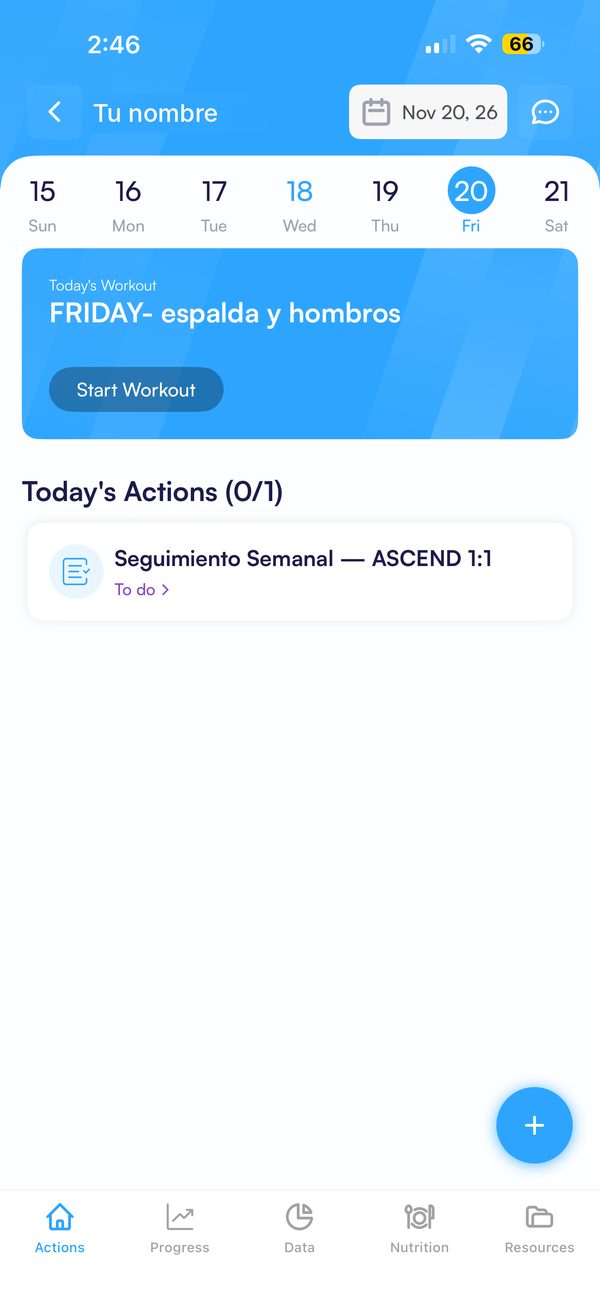 2:46
66
Tu nombre
Nov 20, 26
15 16 17 18 19 20 21
Sun Mon Tue Wed Thu Fri Sat
Today's Workout
FRIDAY- espalda y hombros
Start Workout
Today's Actions (0/1)
Seguimiento Semanal — ASCEND 1:1
To do >
+
Actions Progress Data Nutrition Resources